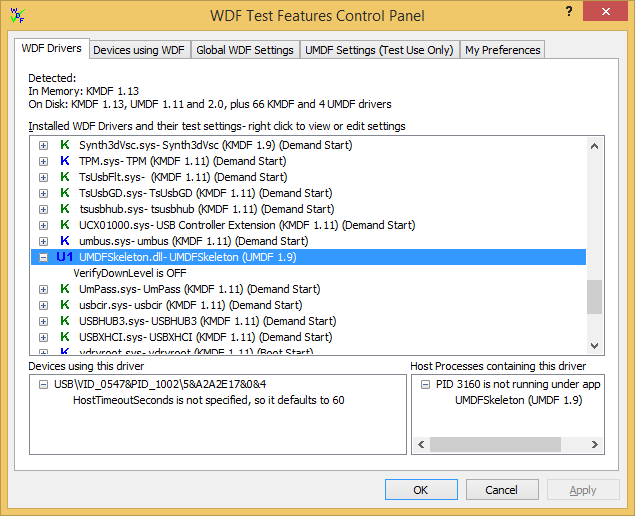 WDF Test Features Control Panel
WDF Drivers
Devices using WDF
Global WDF Settings
UMDF Settings (Test Use Only)
My Preferences
Detected:
In Memory: KMDF 1.13
On Disk: KMDF 1.13, UMDF 1.11 and 2.0, plus 66 KMDF and 4 UMDF drivers
Installed WDF Drivers and their test settings- right click to view or edit settings
K Synth3dVsc.sys- Synth3dVsc (KMDF 1.9) (Demand Start)
K TPM.sys- TPM (KMDF 1.11) (Demand Start)
K TsUsbFlt.sys- (KMDF 1.11) (Demand Start)
K TsUsbGD.sys- TsUsbGD (KMDF 1.11) (Demand Start)
K tsusbhub.sys- tsusbhub (KMDF 1.11) (Demand Start)
K UCX01000.sys- USB Controller Extension (KMDF 1.11) (Demand Start)
K umbus.sys- umbus (KMDF 1.11) (Demand Start)
U1 UMDFSkeleton.dll- UMDFSkeleton (UMDF 1.9)
VerifyDownLevel is OFF
K UmPass.sys- UmPass (KMDF 1.11) (Demand Start)
K usbcir.sys- usbcir (KMDF 1.11) (Demand Start)
K USBHUB3.sys- USBHUB3 (KMDF 1.11) (Demand Start)
K USBXHCI.sys- USBXHCI (KMDF 1.11) (Demand Start)
K vdrvroot.sys- vdrvroot (KMDF 1.11) (Boot Start)
Devices using this driver
USB\VID_0547&PID_1002\5&A2A2E17&0&4
HostTimeoutSeconds is not specified, so it defaults to 60
Host Processes containing this driver
PID 3160 is not running under app
UMDFSkeleton (UMDF 1.9)
OK
Cancel
Apply